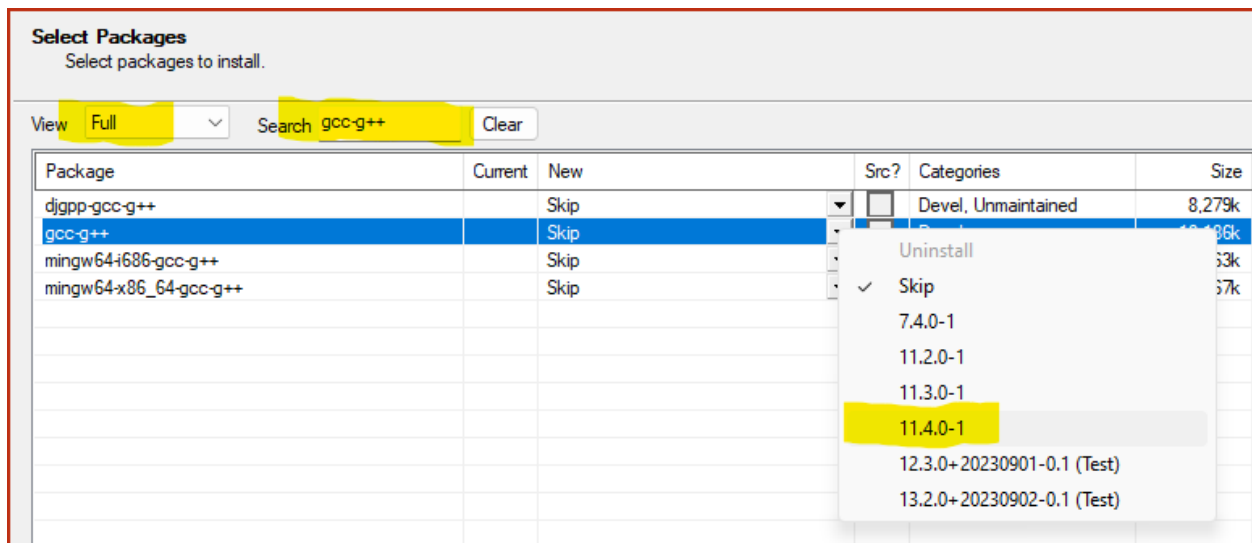 Select Packages
Select packages to install.
View Full Search gcc-g++ Clear
Package Current New Src? Categories Size
djgpp-gcc-g++ Skip Devel, Unmaintained 8,279k
gcc-g++ Skip
mingw64-i686-gcc-g++ Skip
mingw64-x86_64-gcc-g++ Skip
Uninstall
Skip
7.4.0-1
11.2.0-1
11.3.0-1
11.4.0-1
12.3.0+20230901-0.1 (Test)
13.2.0+20230902-0.1 (Test)